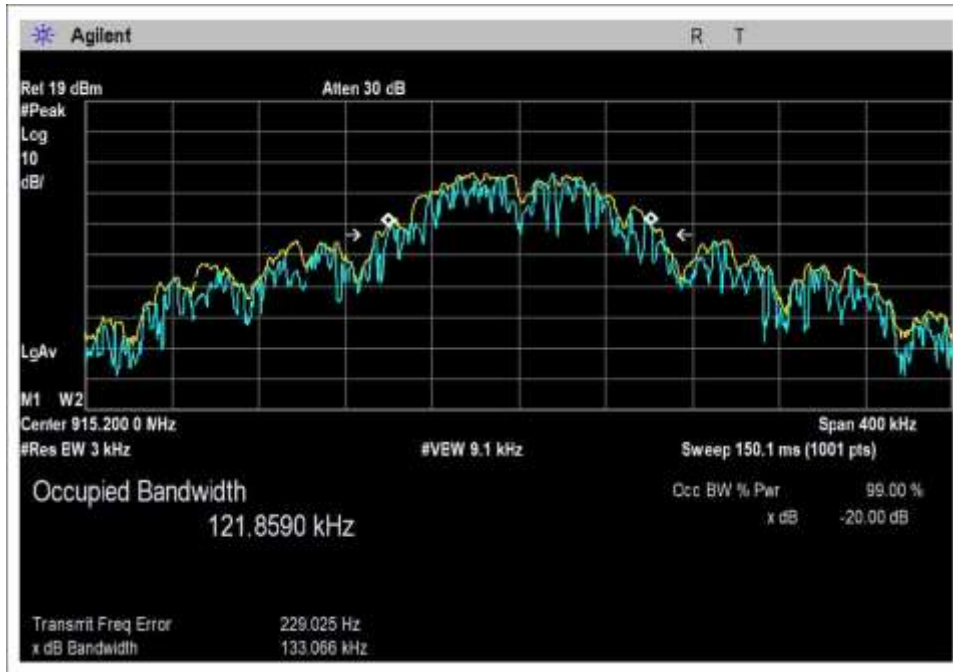 Agilent R T
Ref 19 dBm Atten 30 dB
#Peak
Log
10
dB/
LgAv
M1 W2
Center 915.200 0 MHz Span 400 kHz
#Res BW 3 kHz #VBW 9.1 kHz Sweep 150.1 ms (1001 pts)
Occupied Bandwidth Occ BW % Pwr 99.00 %
121.8590 kHz x dB -20.00 dB
Transmit Freq Error 229.025 Hz
x dB Bandwidth 133.066 kHz